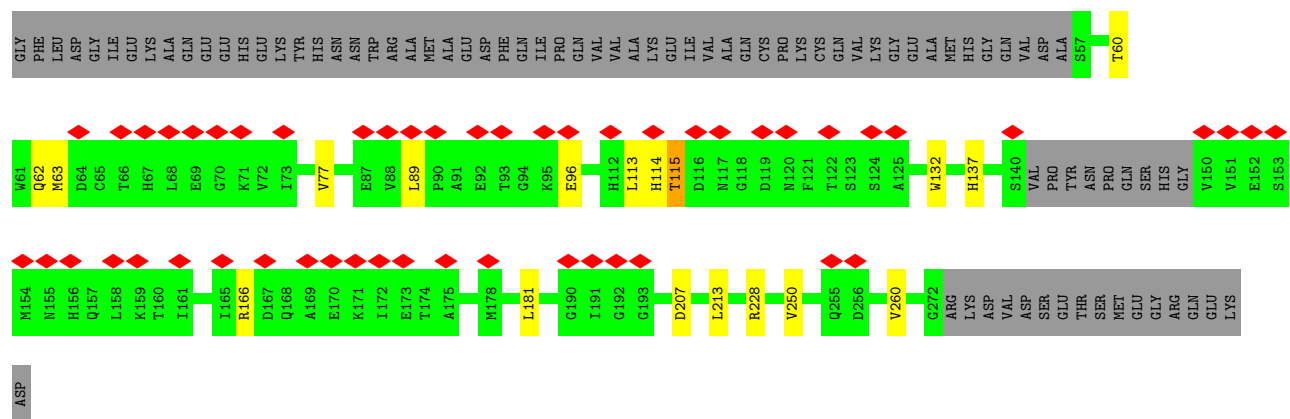 GLY PHE LEU ASP GLY ILE GLU LYS ALA GLN GLU GLU HIS GLU LYS TYR HIS ASN ASN TRP ARG ALA MET ALA GLU ASP PHE GLN ILE PRO GLN VAL VAL ALA LYS GLU ILE VAL ALA GLN CYS PRO LYS CYS GLN VAL LYS GLY GLU ALA MET HIS GLY GLN VAL ASP ALA S57 T60
W61 Q62 M63 D64 C65 T66 H67 L68 E69 G70 K71 V72 I73 V77 E87 V88 L89 P90 A91 E92 T93 G94 K95 E96 H112 L113 H114 T115 D116 N117 G118 D119 N120 F121 T122 S123 S124 A125 W132 H137 S140 VAL PRO TYR ASN PRO GLN SER HIS GLY V150 V151 E152 S153
M154 N155 H156 Q157 L158 K159 T160 I161 I165 R166 D167 Q168 A169 E170 K171 I172 E173 T174 A175 M178 L181 G190 I191 G192 G193 D207 L213 R228 V250 Q255 D256 V260 G272 ARG LYS ASP VAL ASP SER GLU THR SER MET GLU GLY ARG GLN GLU LYS
ASP